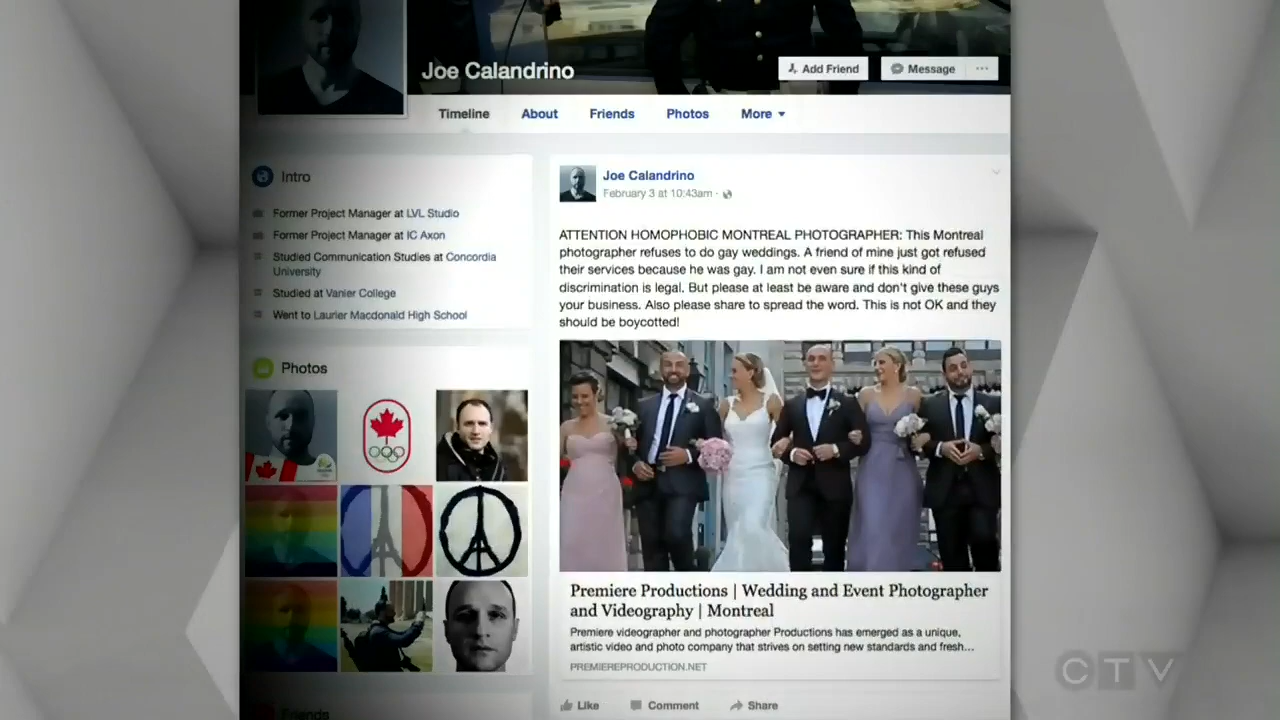 Joe Calandrino
Add Friend
Message
Timeline
About
Friends
Photos
More
Intro
Former Project Manager at LVL Studio
Former Project Manager at IC Axon
Studied Communication Studies at Concordia
University
Studied at Vanier College
Went to Laurier Macdonald High School
Photos
Friends
Joe Calandrino
February 3 at 10:43am ·
ATTENTION HOMOPHOBIC MONTREAL PHOTOGRAPHER: This Montreal
photographer refuses to do gay weddings. A friend of mine just got refused
their services because he was gay. I am not even sure if this kind of
discrimination is legal. But please at least be aware and don't give these guys
your business. Also please share to spread the word. This is not OK and they
should be boycotted!
Premiere Productions | Wedding and Event Photographer
and Videography | Montreal
Premiere videographer and photographer Productions has emerged as a unique,
artistic video and photo company that strives on setting new standards and fresh...
PREMIEREPRODUCTION.NET
Like
Comment
Share
CTV